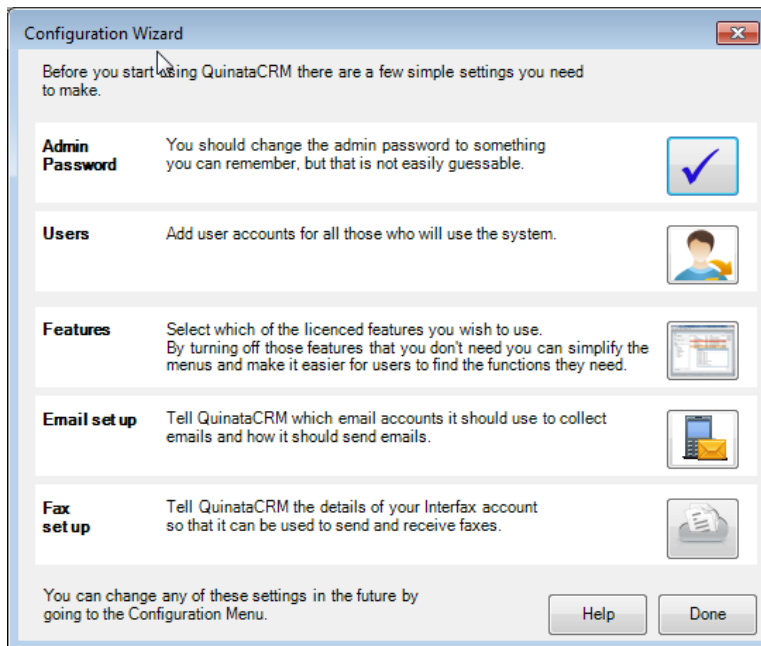 Configuration Wizard
Before you start using QuinataCRM there are a few simple settings you need
to make.
Admin
Password
You should change the admin password to something
you can remember, but that is not easily guessable.
Users
Add user accounts for all those who will use the system.
Features
Select which of the licenced features you wish to use.
By turning off those features that you don't need you can simplify the
menus and make it easier for users to find the functions they need.
Email set up
Tell QuinataCRM which email accounts it should use to collect
emails and how it should send emails.
Fax
set up
Tell QuinataCRM the details of your Interfax account
so that it can be used to send and receive faxes.
You can change any of these settings in the future by
going to the Configuration Menu.
Help
Done